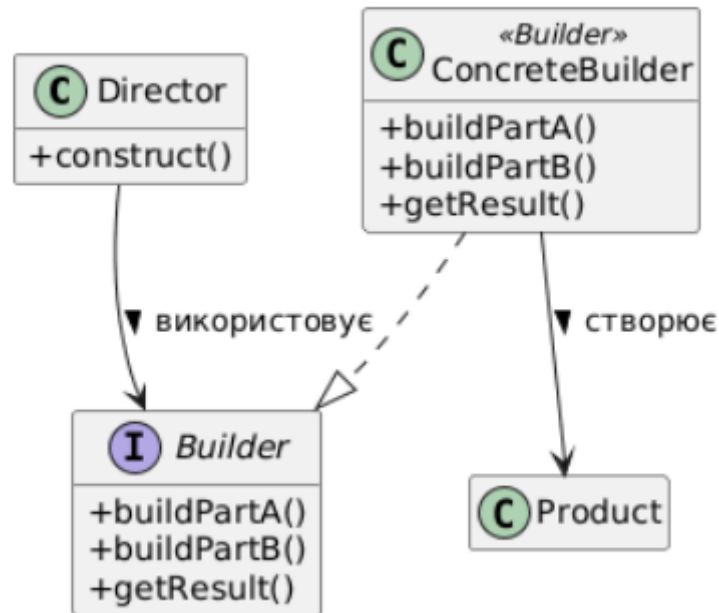 C Director
+construct()
C «Builder»
ConcreteBuilder
+buildPartA()
+buildPartB()
+getResult()
використовує
створює
I Builder
+buildPartA()
+buildPartB()
+getResult()
C Product